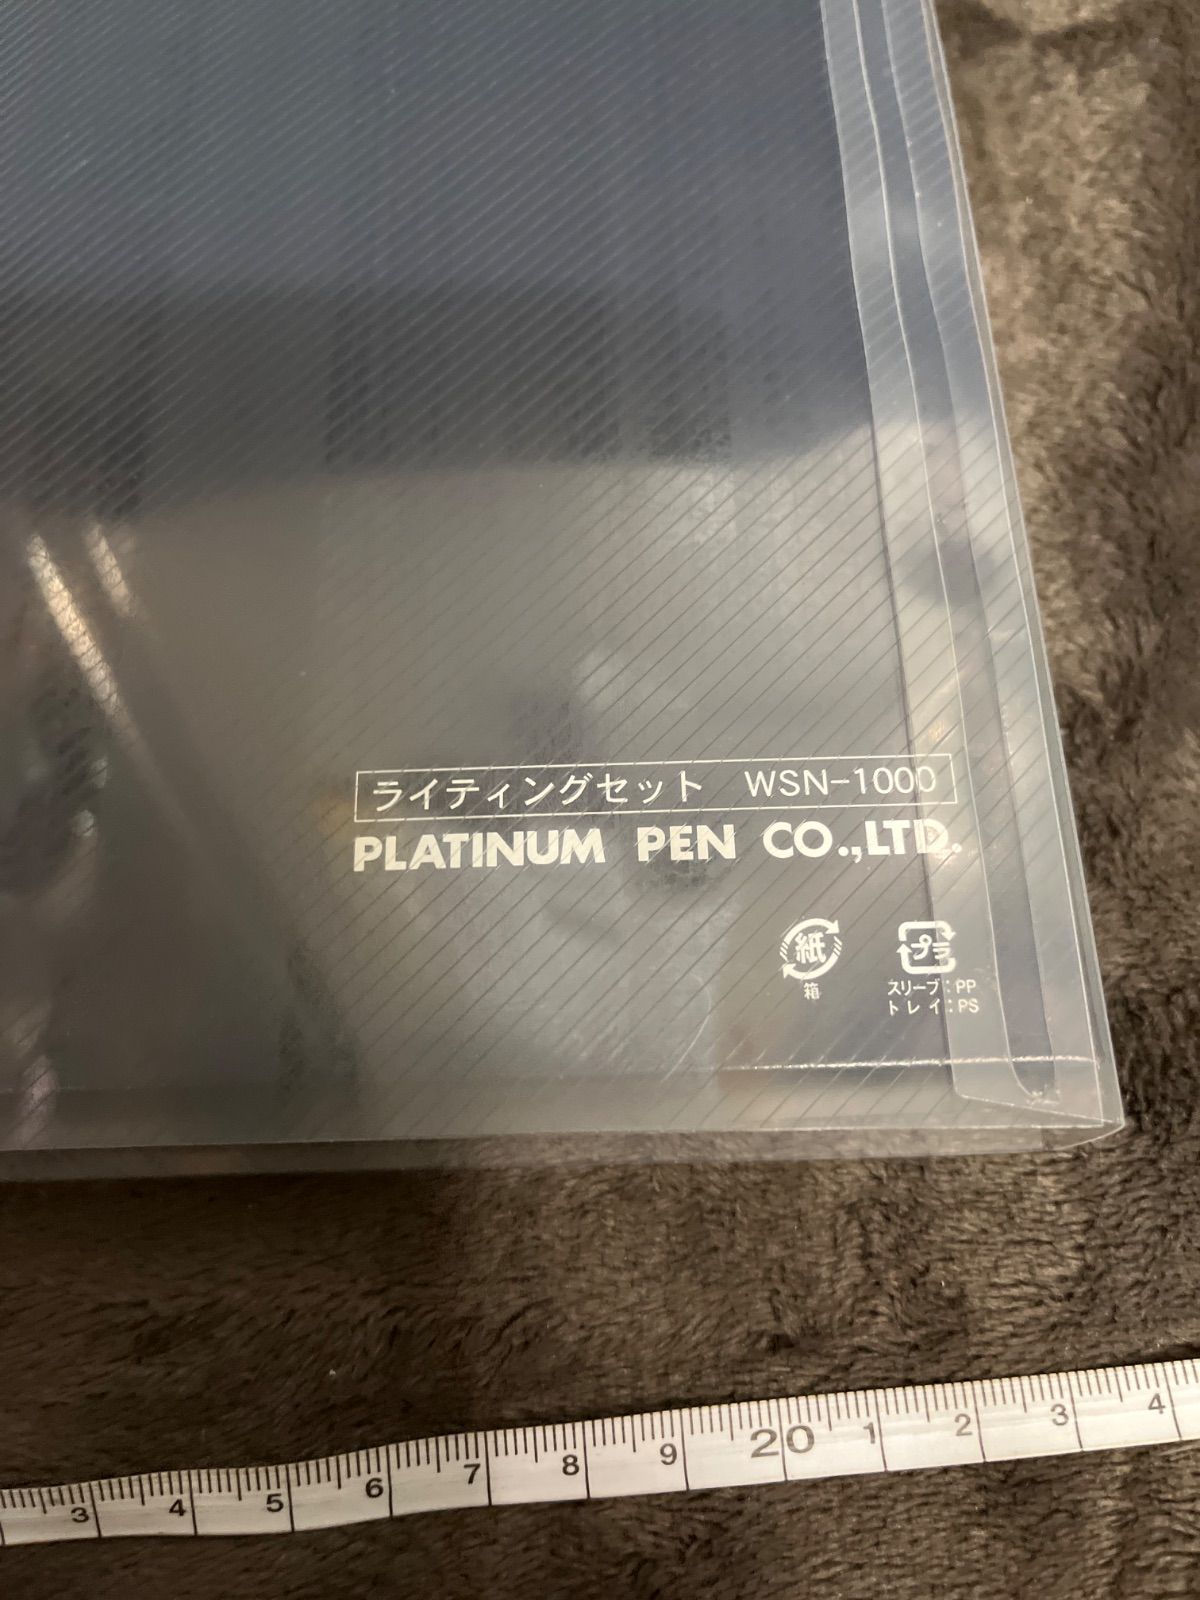 ライティングセット WSN-1000
PLATINUM PEN CO.,LTD.
紙
箱
プラ
スリーブ:PP
トレイ:PS
3 4 5 6 7 8 9 20 1 2 3 4